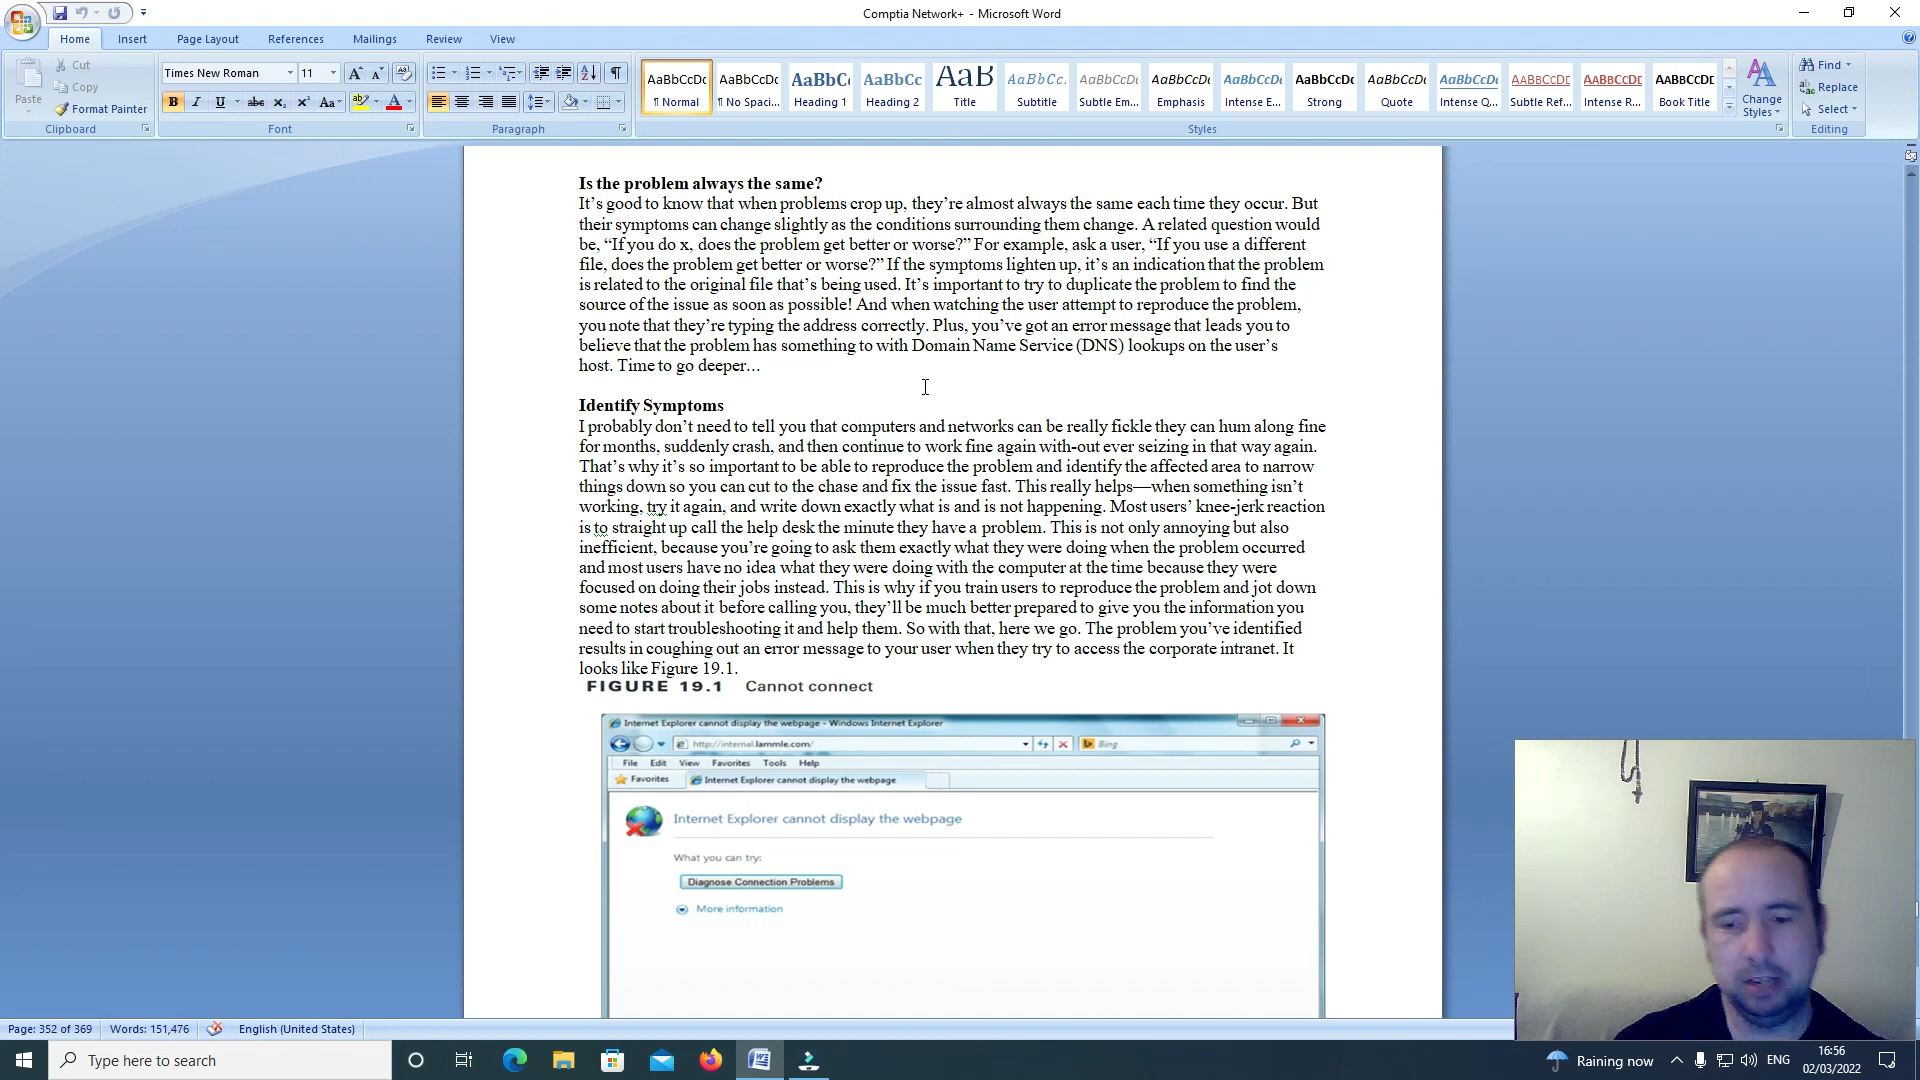 Comptia Network+ - Microsoft Word
Home Insert Page Layout References Mailings Review View
Paste
Cut
Copy
Format Painter
Clipboard
Times New Roman 11
B I U abc X₂ X² Aa
Font
Paragraph
AaBbCcDc AaBbCcDc AaBbC AaBbCc AaB AaBbCc. AaBbCcDc AaBbCcDc AaBbCcDc AaBbCcDc AaBbCcDc AaBbCcDc AABBCCDE AABBCCDE AABBCCDE
¶ Normal ¶ No Spaci... Heading 1 Heading 2 Title Subtitle Subtle Em... Emphasis Intense E... Strong Quote Intense Q... Subtle Ref... Intense R... Book Title
Styles
Change Styles
Find
Replace
Select
Editing
Is the problem always the same?
It’s good to know that when problems crop up, they’re almost always the same each time they occur. But
their symptoms can change slightly as the conditions surrounding them change. A related question would
be, “If you do x, does the problem get better or worse?” For example, ask a user, “If you use a different
file, does the problem get better or worse?” If the symptoms lighten up, it’s an indication that the problem
is related to the original file that’s being used. It’s important to try to duplicate the problem to find the
source of the issue as soon as possible! And when watching the user attempt to reproduce the problem,
you note that they’re typing the address correctly. Plus, you’ve got an error message that leads you to
believe that the problem has something to with Domain Name Service (DNS) lookups on the user’s
host. Time to go deeper…
Identify Symptoms
I probably don’t need to tell you that computers and networks can be really fickle they can hum along fine
for months, suddenly crash, and then continue to work fine again with-out ever seizing in that way again.
That’s why it’s so important to be able to reproduce the problem and identify the affected area to narrow
things down so you can cut to the chase and fix the issue fast. This really helps—when something isn’t
working, try it again, and write down exactly what is and is not happening. Most users’ knee-jerk reaction
is to straight up call the help desk the minute they have a problem. This is not only annoying but also
inefficient, because you’re going to ask them exactly what they were doing when the problem occurred
and most users have no idea what they were doing with the computer at the time because they were
focused on doing their jobs instead. This is why if you train users to reproduce the problem and jot down
some notes about it before calling you, they’ll be much better prepared to give you the information you
need to start troubleshooting it and help them. So with that, here we go. The problem you’ve identified
results in coughing out an error message to your user when they try to access the corporate intranet. It
looks like Figure 19.1.
FIGURE 19.1 Cannot connect
Internet Explorer cannot display the webpage - Windows Internet Explorer
http://internal.lammle.com/ Bing
File Edit View Favorites Tools Help
Favorites Internet Explorer cannot display the webpage
Internet Explorer cannot display the webpage
What you can try:
Diagnose Connection Problems
More information
Page: 352 of 369 Words: 151,476 English (United States)
Type here to search
Raining now ENG 16:56
02/03/2022